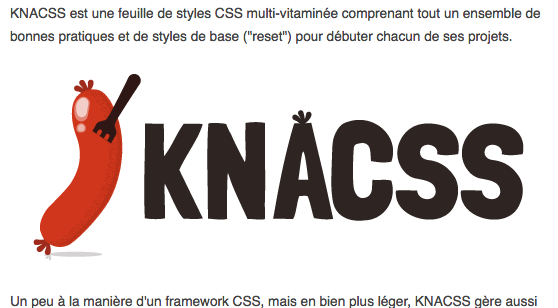 KNACSS est une feuille de styles CSS multi-vitaminée comprenant tout un ensemble de
bonnes pratiques et de styles de base ("reset") pour débuter chacun de ses projets.
KNACSS
Un peu à la manière d'un framework CSS, mais en bien plus léger, KNACSS gère aussi